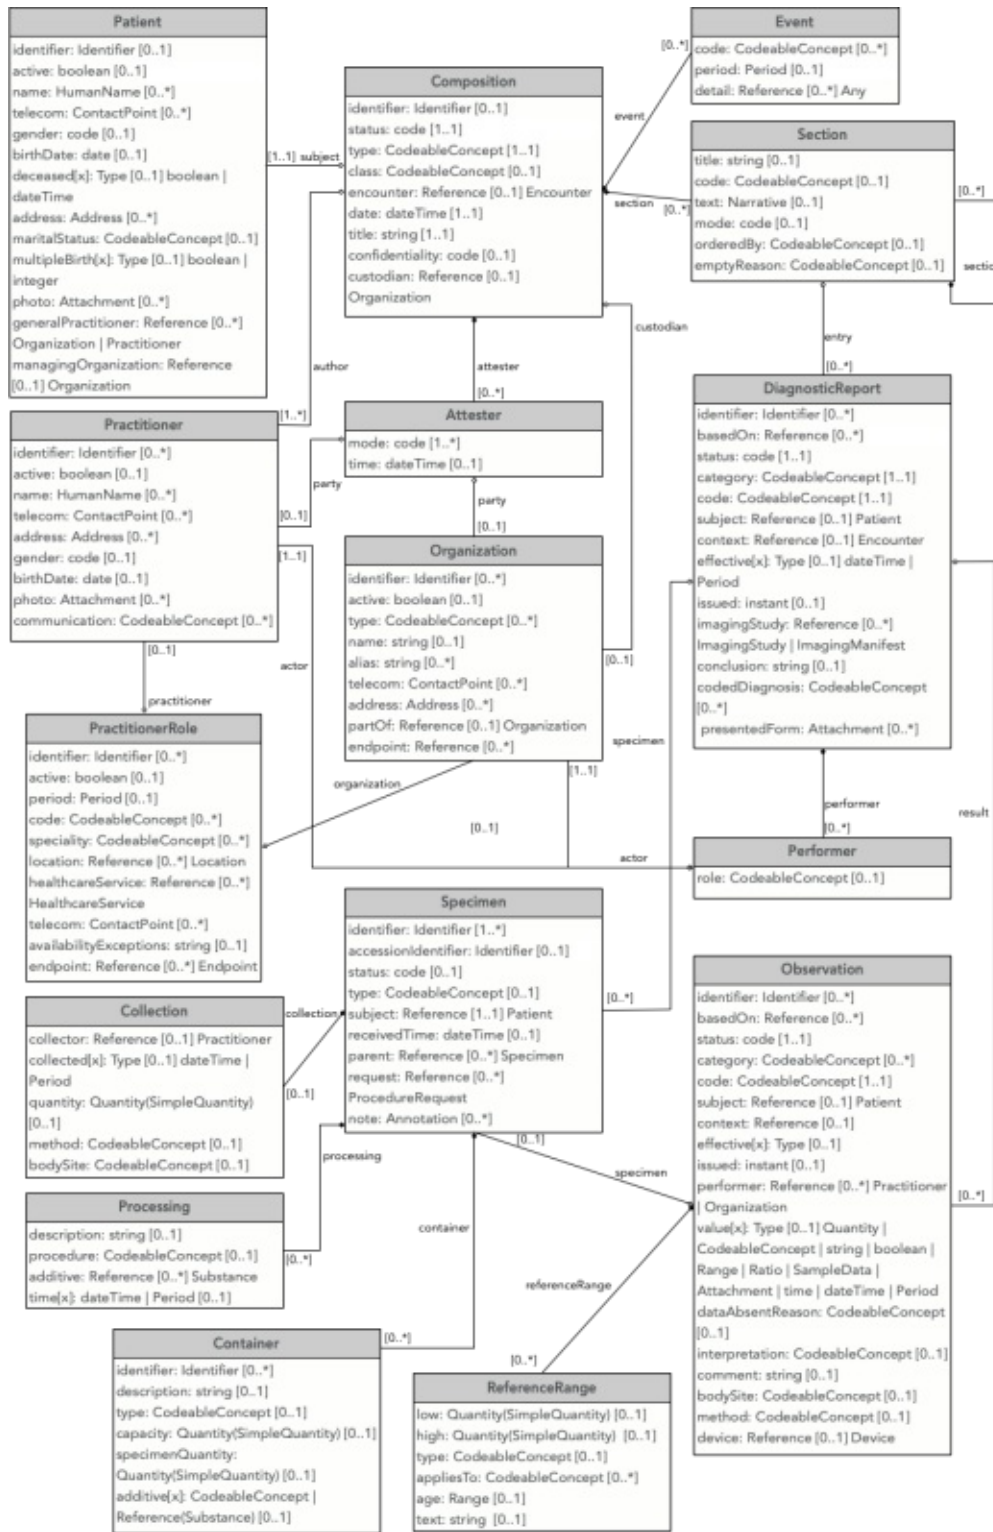 Patient
identifier: Identifier [0..1]
active: boolean [0..1]
name: HumanName [0..*]
telecom: ContactPoint [0..*]
gender: code [0..1]
birthDate: date [0..1]
deceased[x]: Type [0..1] boolean |
dateTime
address: Address [0..*]
maritalStatus: CodeableConcept [0..1]
multipleBirth[x]: Type [0..1] boolean |
integer
photo: Attachment [0..*]
generalPractitioner: Reference [0..*]
Organization | Practitioner
managingOrganization: Reference
[0..1] Organization
[1..1] subject
Composition
identifier: Identifier [0..1]
status: code [1..1]
type: CodeableConcept [1..1]
class: CodeableConcept [0..1]
encounter: Reference [0..1] Encounter
date: dateTime [1..1]
title: string [1..1]
confidentiality: code [0..1]
custodian: Reference [0..1]
Organization
Event
code: CodeableConcept [0..*]
period: Period [0..1]
detail: Reference [0..*] Any
[0..*]
event
Section
title: string [0..1]
code: CodeableConcept [0..1]
text: Narrative [0..1]
mode: code [0..1]
orderedBy: CodeableConcept [0..1]
emptyReason: CodeableConcept [0..1]
section
[0..*]
[0..*]
sectio
entry
[0..*]
custodian
author
attester
[0..*]
[1..*]
Practitioner
identifier: Identifier [0..*]
active: boolean [0..1]
name: HumanName [0..*]
telecom: ContactPoint [0..*]
address: Address [0..*]
gender: code [0..1]
birthDate: date [0..1]
photo: Attachment [0..*]
communication: CodeableConcept [0..*]
Attester
mode: code [1..*]
time: dateTime [0..1]
party
[0..1]
[1..1]
party
[0..1]
DiagnosticReport
identifier: Identifier [0..*]
basedOn: Reference [0..*]
status: code [1..1]
category: CodeableConcept [1..1]
code: CodeableConcept [1..1]
subject: Reference [0..1] Patient
context: Reference [0..1] Encounter
effective[x]: Type [0..1] dateTime |
Period
issued: instant [0..1]
imagingStudy: Reference [0..*]
ImagingStudy | ImagingManifest
conclusion: string [0..1]
codedDiagnosis: CodeableConcept
[0..*]
presentedForm: Attachment [0..*]
Organization
identifier: Identifier [0..*]
active: boolean [0..1]
type: CodeableConcept [0..*]
name: string [0..1]
alias: string [0..*]
telecom: ContactPoint [0..*]
address: Address [0..*]
partOf: Reference [0..1] Organization
endpoint: Reference [0..*]
[0..1]
[0..1]
actor
practitioner
PractitionerRole
identifier: Identifier [0..*]
active: boolean [0..1]
period: Period [0..1]
code: CodeableConcept [0..*]
speciality: CodeableConcept [0..*]
location: Reference [0..*] Location
healthcareService: Reference [0..*]
HealthcareService
telecom: ContactPoint [0..*]
availabilityExceptions: string [0..1]
endpoint: Reference [0..*] Endpoint
organization
[1..1]
[0..1]
specimen
actor
performer
[0..*]
result
Performer
role: CodeableConcept [0..1]
Specimen
identifier: Identifier [1..*]
accessionIdentifier: Identifier [0..1]
status: code [0..1]
type: CodeableConcept [0..1]
subject: Reference [1..1] Patient
receivedTime: dateTime [0..1]
parent: Reference [0..*] Specimen
request: Reference [0..*]
ProcedureRequest
note: Annotation [0..*]
[0..*]
Collection
collector: Reference [0..1] Practitioner
collected[x]: Type [0..1] dateTime |
Period
quantity: Quantity(SimpleQuantity)
[0..1]
method: CodeableConcept [0..1]
bodySite: CodeableConcept [0..1]
collection
[0..1]
processing
Processing
description: string [0..1]
procedure: CodeableConcept [0..1]
additive: Reference [0..*] Substance
time[x]: dateTime | Period [0..1]
[0..*]
container
[0..1]
specimen
referenceRange
Observation
identifier: Identifier [0..*]
basedOn: Reference [0..*]
status: code [1..1]
category: CodeableConcept [0..*]
code: CodeableConcept [1..1]
subject: Reference [0..1] Patient
context: Reference [0..1]
effective[x]: Type [0..1]
issued: instant [0..1]
performer: Reference [0..*] Practitioner
| Organization
value[x]: Type [0..1] Quantity |
CodeableConcept | string | boolean |
Range | Ratio | SampleData |
Attachment | time | dateTime | Period
dataAbsentReason: CodeableConcept
[0..1]
interpretation: CodeableConcept [0..1]
comment: string [0..1]
bodySite: CodeableConcept [0..1]
method: CodeableConcept [0..1]
device: Reference [0..1] Device
[0..*]
Container
identifier: Identifier [0..*]
description: string [0..1]
type: CodeableConcept [0..1]
capacity: Quantity(SimpleQuantity) [0..1]
specimenQuantity:
Quantity(SimpleQuantity) [0..1]
additive[x]: CodeableConcept |
Reference(Substance) [0..1]
[0..*]
[0..*]
ReferenceRange
low: Quantity(SimpleQuantity) [0..1]
high: Quantity(SimpleQuantity) [0..1]
type: CodeableConcept [0..1]
appliesTo: CodeableConcept [0..*]
age: Range [0..1]
text: string [0..1]